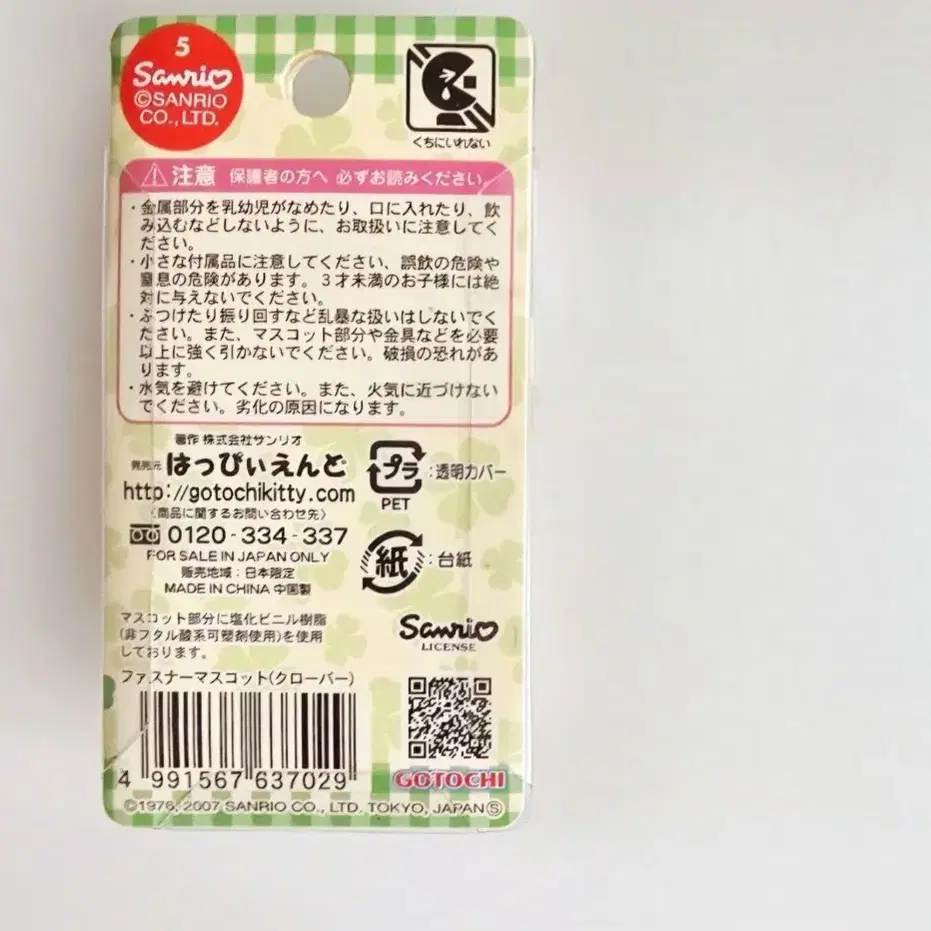 5
Sanrio
©SANRIO
CO.,LTD.
くちにいれない
注意 保護者の方へ 必ずお読みください
・金属部分を乳幼児がなめたり、口に入れたり、飲
み込むなどしないように、お取扱いに注意してく
ださい。
・小さな付属品に注意してください、誤飲の危険や
窒息の危険があります。３才未満のお子様には絶
対に与えないでください。
・ぶつけたり振り回すなど乱暴な扱いはしないでく
ださい。また、マスコット部分や金具などを必要
以上に強く引かないでください。破損の恐れがあ
ります。
・水気を避けてください。また、火気に近づけない
でください。劣化の原因になります。
著作 株式会社サンリオ
発売元 はっぴぃえんど
http://gotochikitty.com
(商品に関するお問い合わせ先)
0120-334-337
FOR SALE IN JAPAN ONLY
販売地域：日本限定
MADE IN CHINA 中国製
プラ :透明カバー
PET
紙 :台紙
マスコット部分に塩化ビニル樹脂
(非フタル酸系可塑剤使用)を使用
しております。
Sanrio
LICENSE
ファスナーマスコット(クローバー)
4 991567 637029
GOTOCHI
©1976, 2007 SANRIO CO., LTD. TOKYO, JAPAN Ⓢ